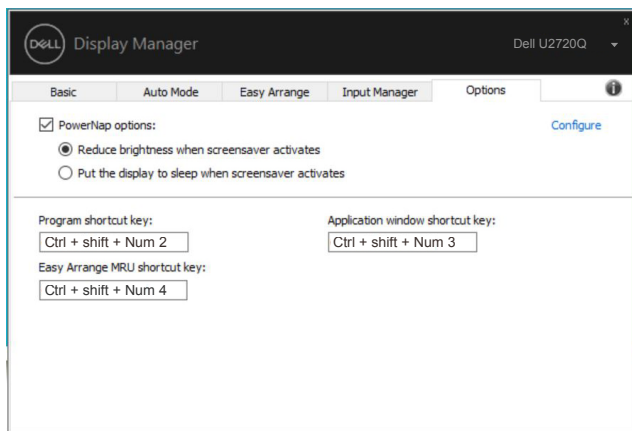 x
DELL Display Manager Dell U2720Q
Basic Auto Mode Easy Arrange Input Manager Options i
PowerNap options: Configure
Reduce brightness when screensaver activates
Put the display to sleep when screensaver activates
Program shortcut key: Application window shortcut key:
Ctrl + shift + Num 2 Ctrl + shift + Num 3
Easy Arrange MRU shortcut key:
Ctrl + shift + Num 4